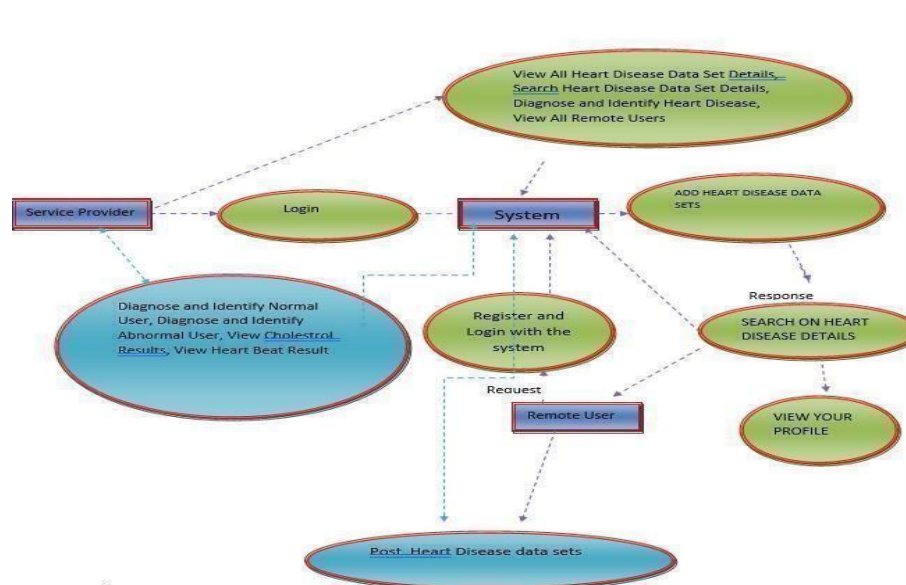 View All Heart Disease Data Set Details,
Search Heart Disease Data Set Details,
Diagnose and Identify Heart Disease,
View All Remote Users
Service Provider
Login
System
ADD HEART DISEASE DATA
SETS
Diagnose and Identify Normal
User, Diagnose and Identify
Abnormal User, View Cholestrol
Results, View Heart Beat Result
Register and
Login with the
system
Response
SEARCH ON HEART
DISEASE DETAILS
Request
Remote User
VIEW YOUR
PROFILE
Post Heart Disease data sets